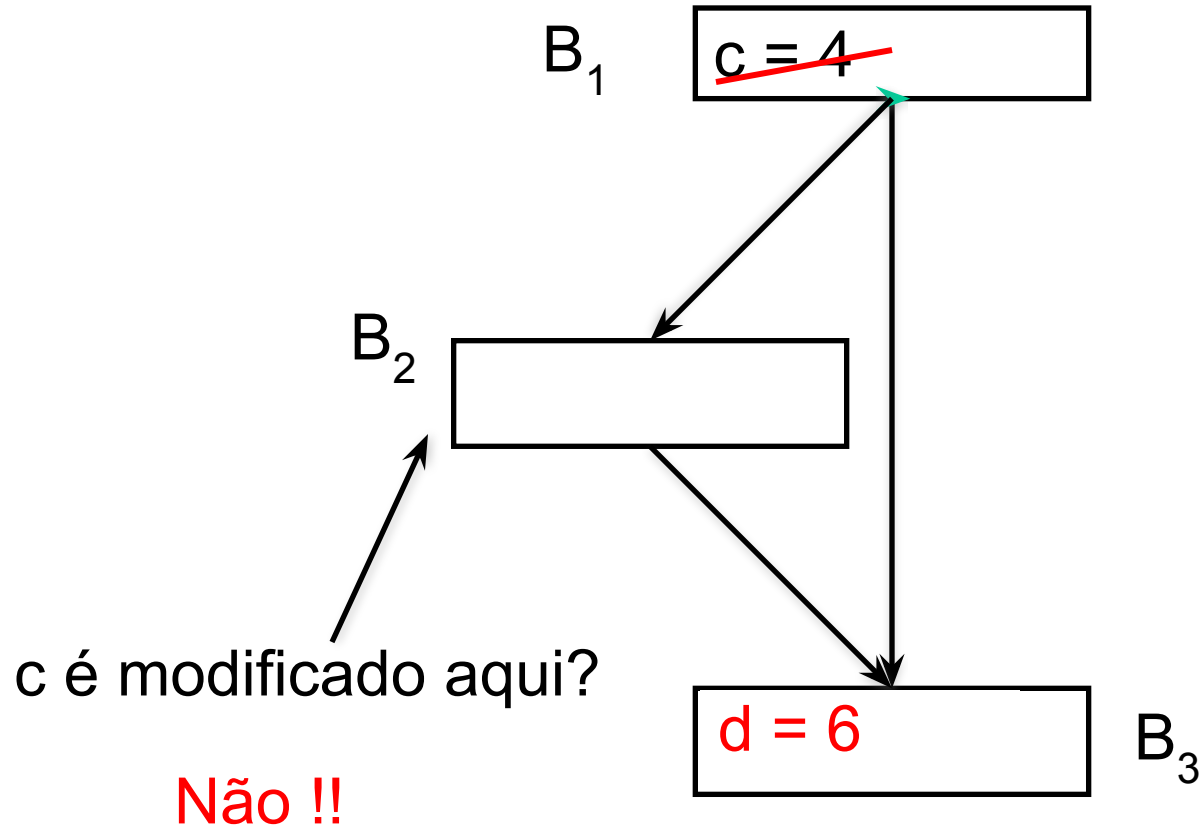 B₁
c = 4
B₂
c é modificado aqui?
d = 6
B₃
Não !!